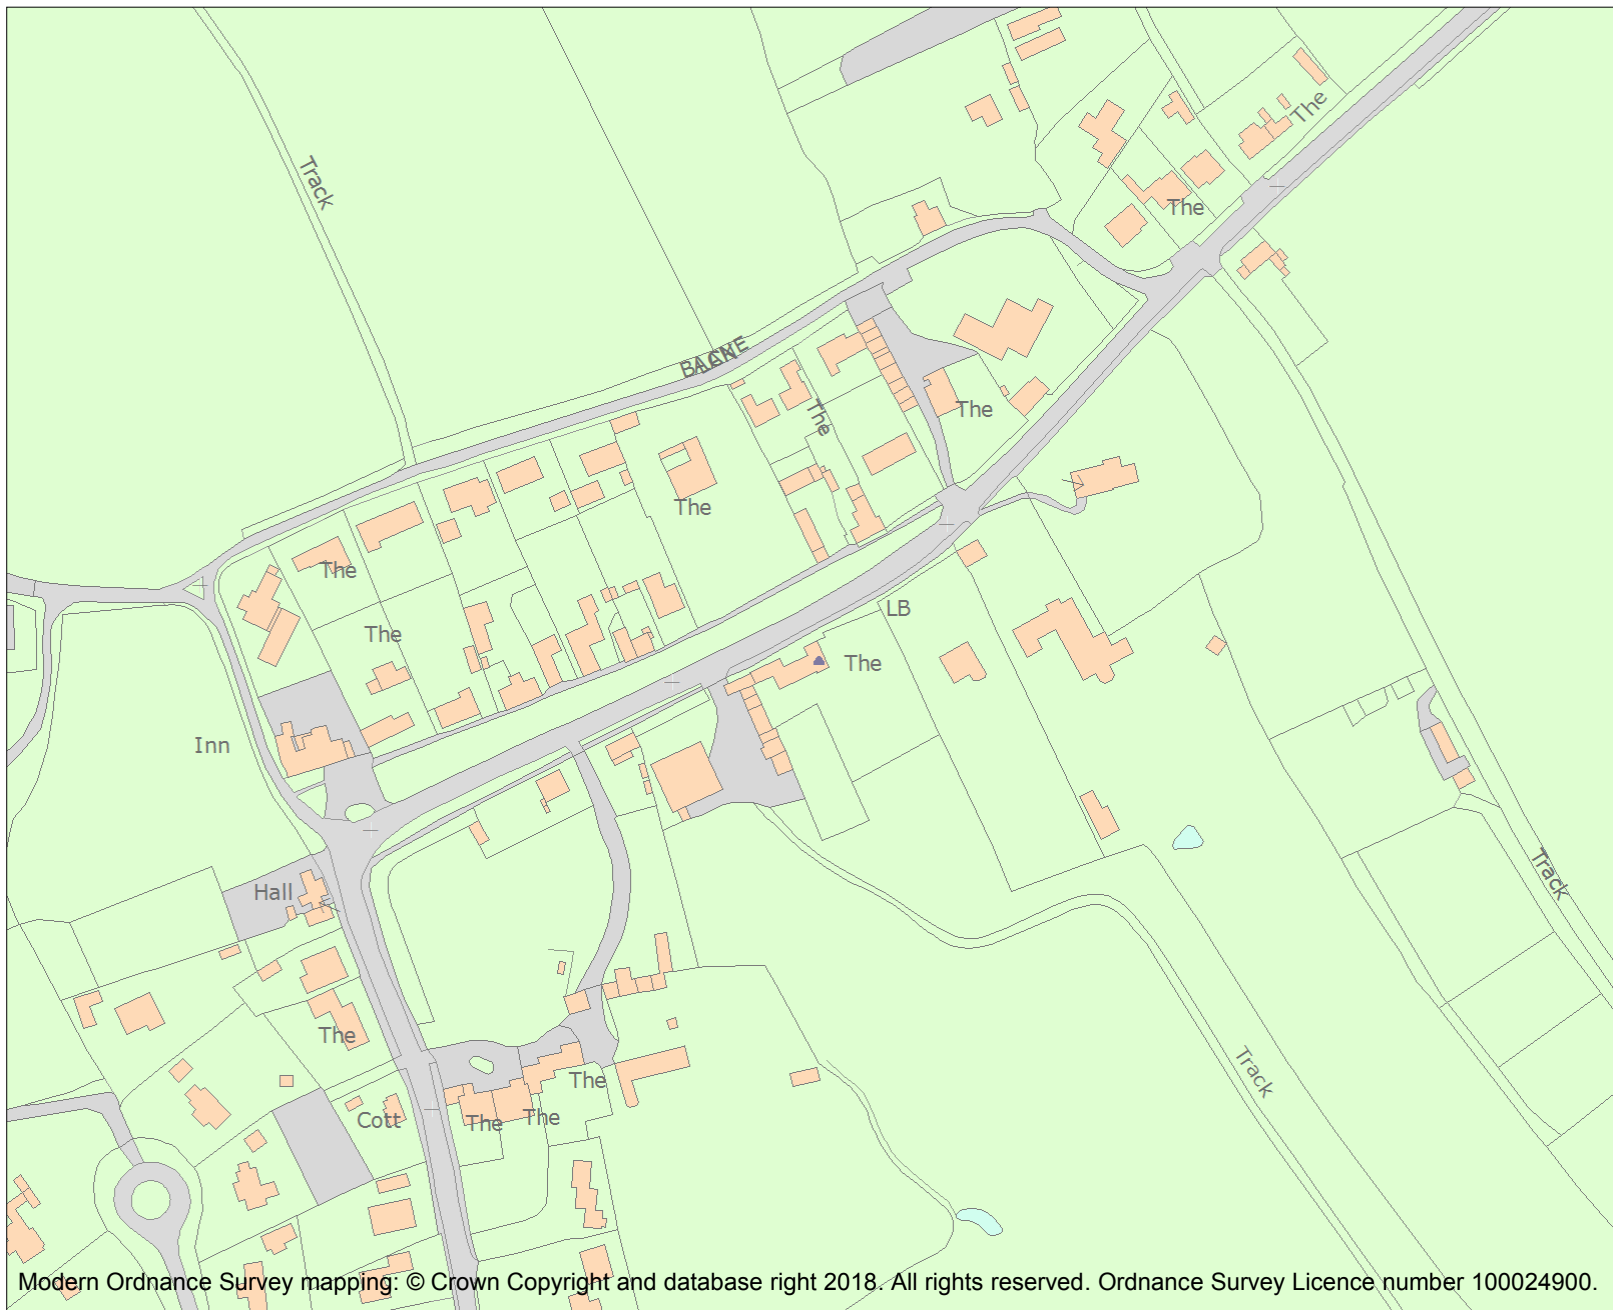 Track
The
The
BACK LANE
The
The
The
The
The
LB
The
Inn
Hall
Track
The
Track
The
Cott
The
The
Modern Ordnance Survey mapping: © Crown Copyright and database right 2018. All rights reserved. Ordnance Survey Licence number 100024900.